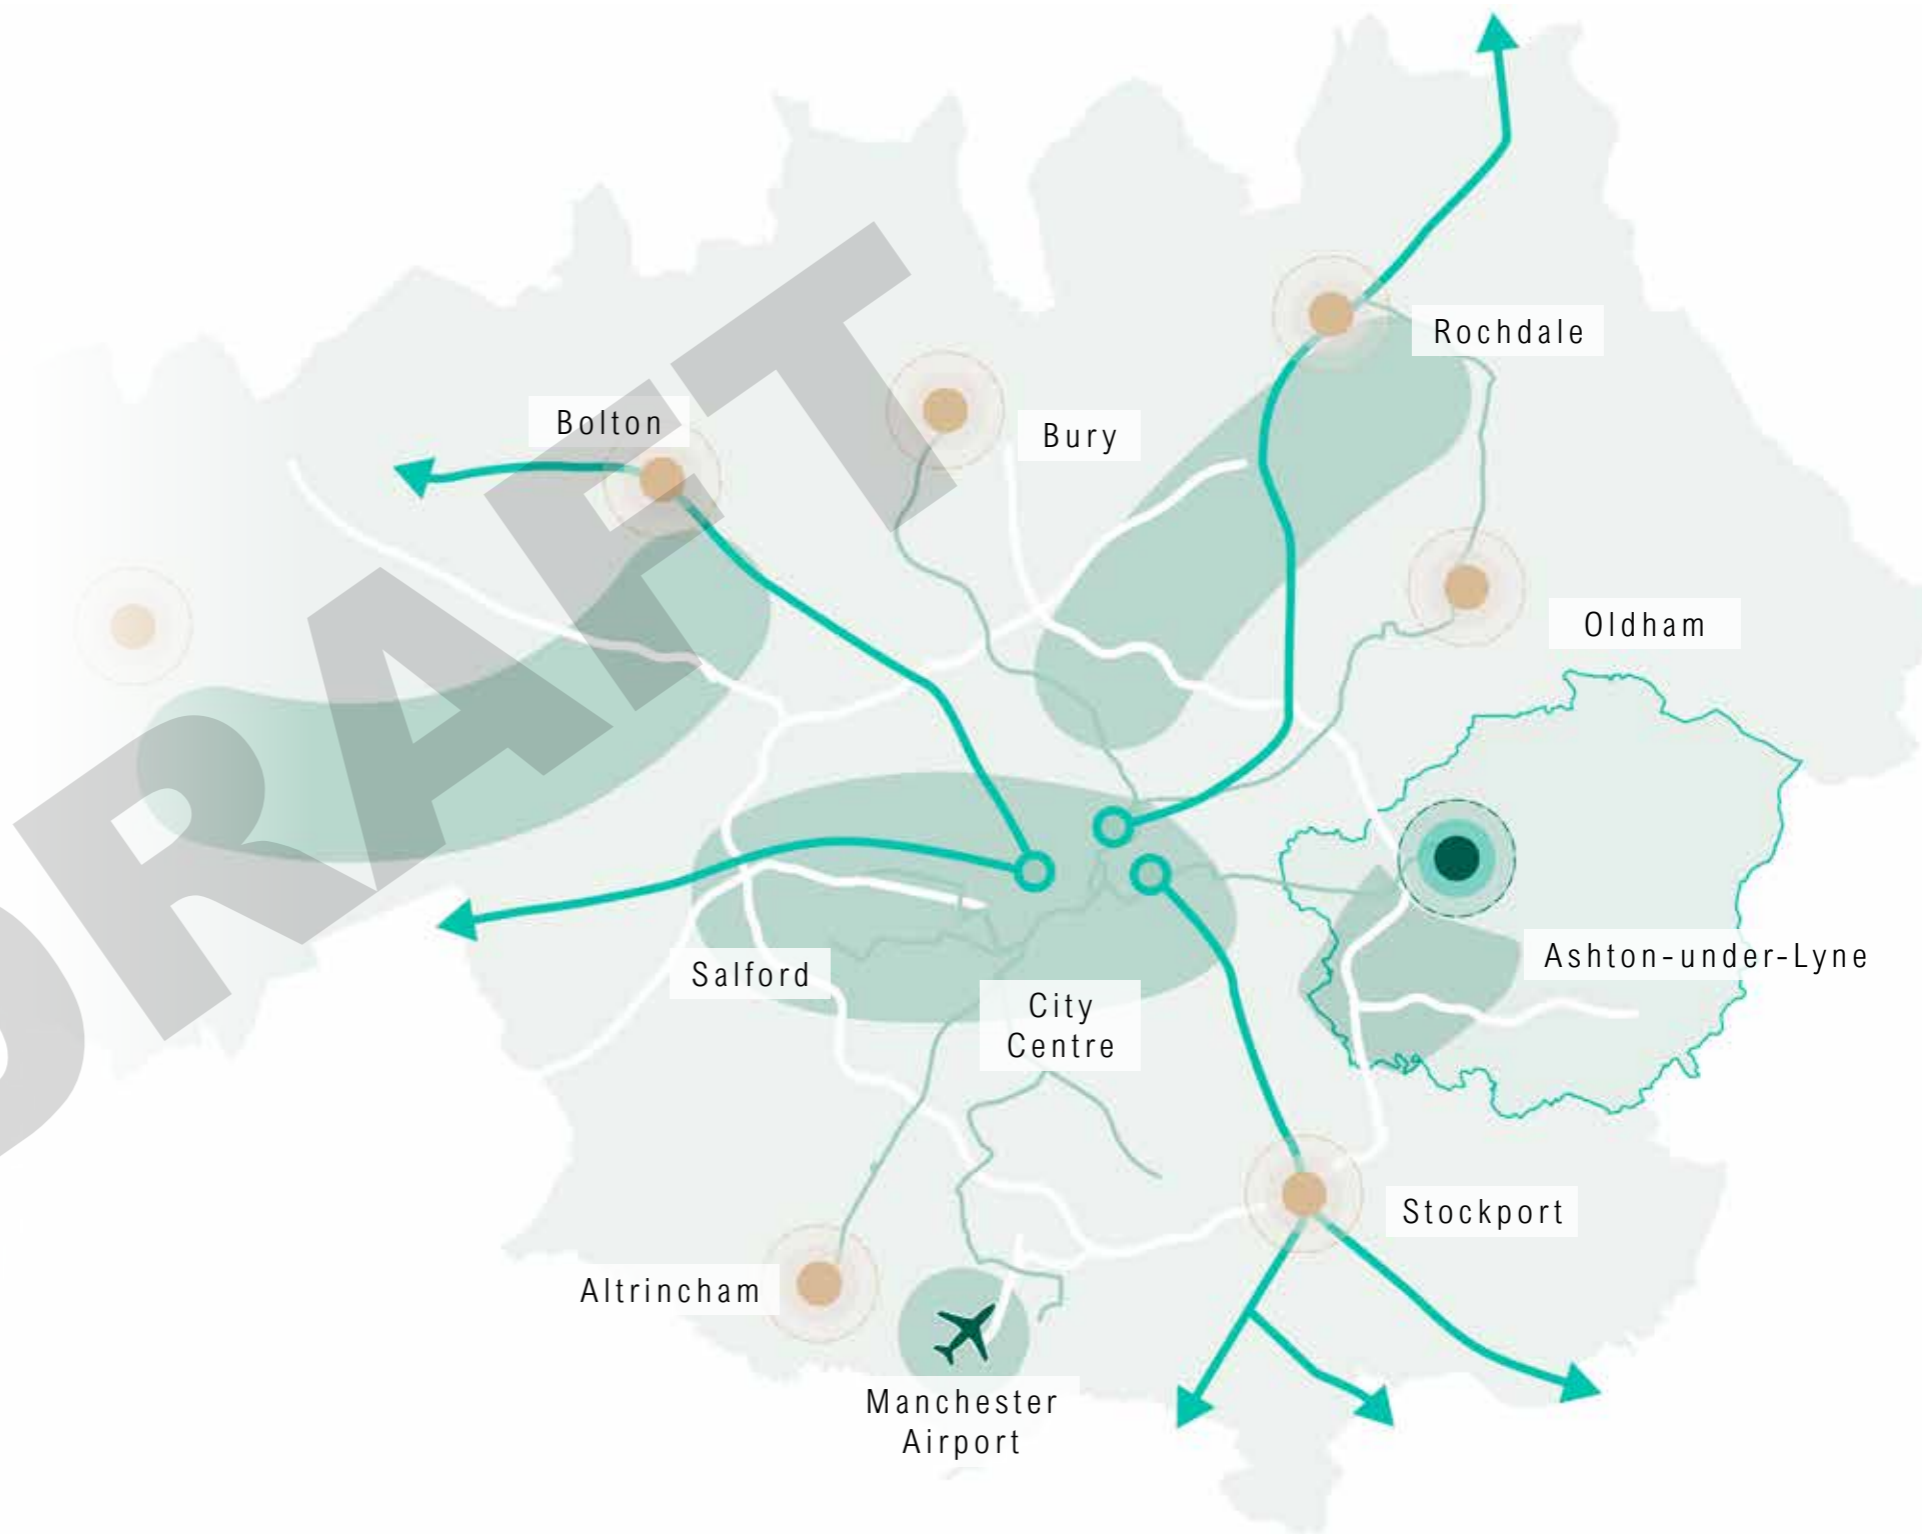 Rochdale
Bolton
Bury
Oldham
Ashton-under-Lyne
Salford
City
Centre
Stockport
Altrincham
Manchester
Airport
DRAFT